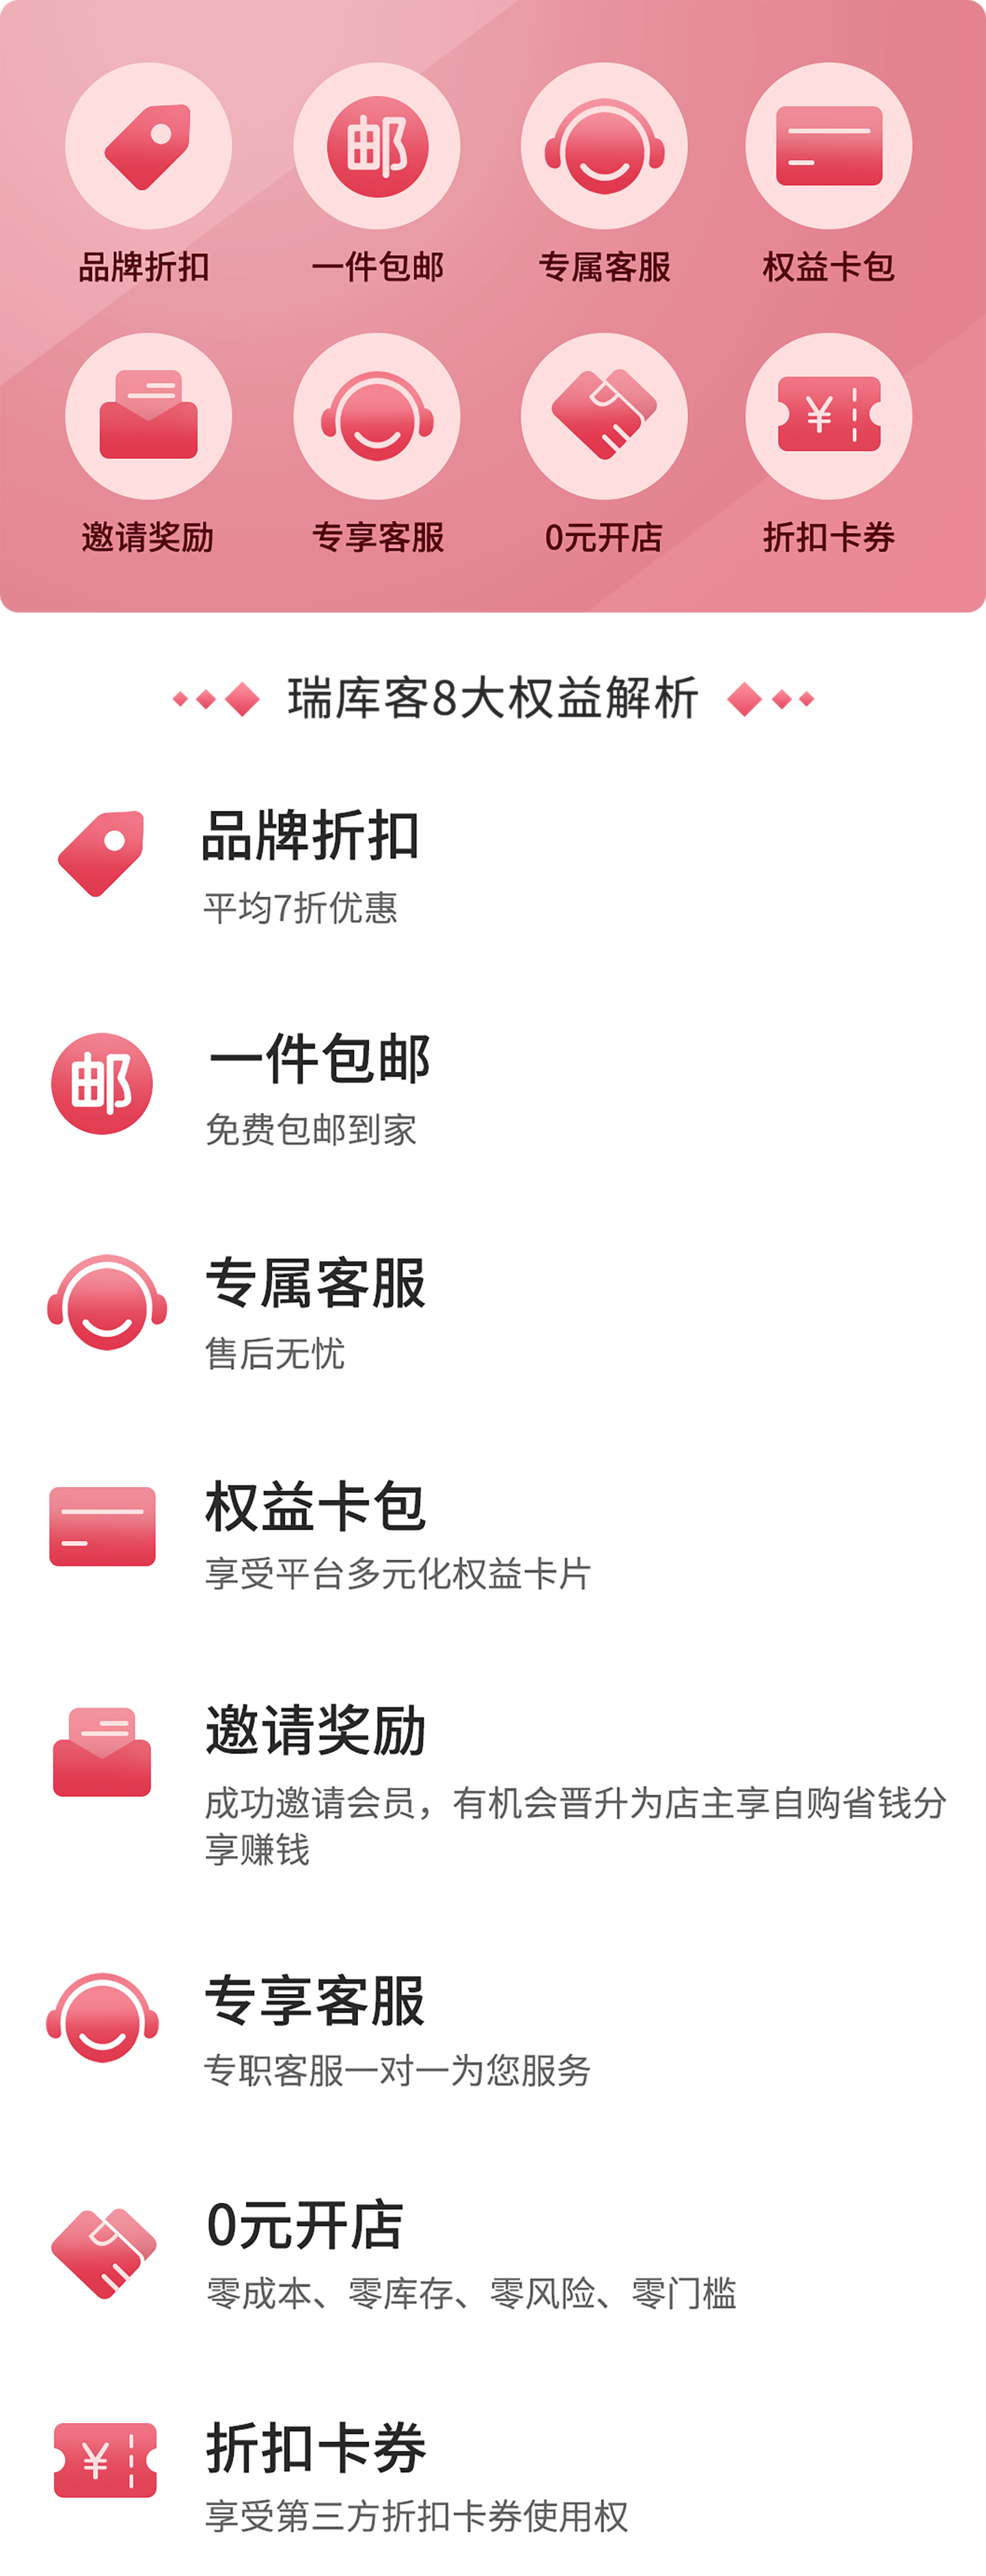 邮
品牌折扣 一件包邮 专属客服 权益卡包
¥
邀请奖励 专享客服 0元开店 折扣卡券
瑞库客8大权益解析
品牌折扣
平均7折优惠
邮
一件包邮
免费包邮到家
专属客服
售后无忧
权益卡包
享受平台多元化权益卡片
邀请奖励
成功邀请会员，有机会晋升为店主享自购省钱分
享赚钱
专享客服
专职客服一对一为您服务
0元开店
零成本、零库存、零风险、零门槛
¥
折扣卡券
享受第三方折扣卡券使用权